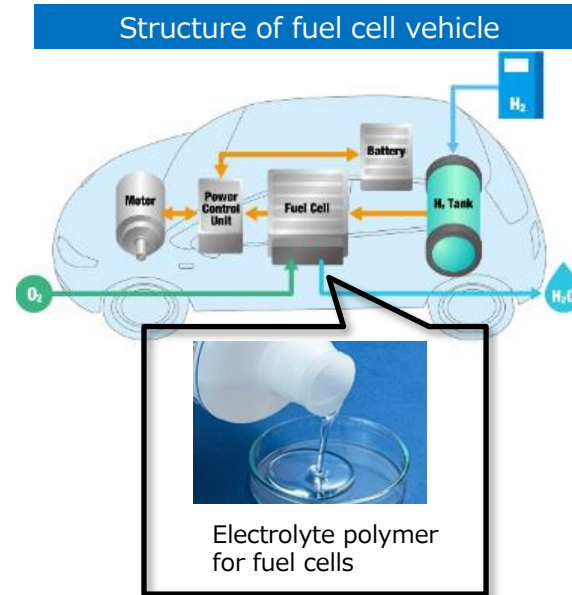 Structure of fuel cell vehicle
H₂
Battery
Motor
Power
Control
Unit
Fuel Cell
H₂ Tank
O₂
H₂O
Electrolyte polymer
for fuel cells